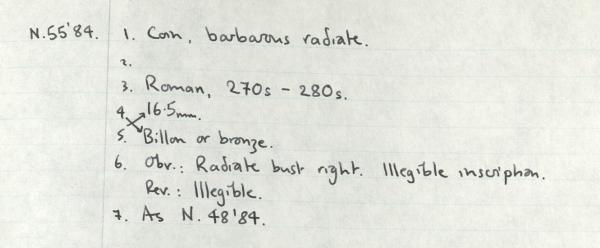 N.55'84. 1. Coin, barbarous radiate.
2.
3. Roman, 270s - 280s.
4. 16.5mm.
5. Billon or bronze.
6. Obv.: Radiate bust right. Illegible inscription.
Rev.: Illegible.
7. As N. 48'84.